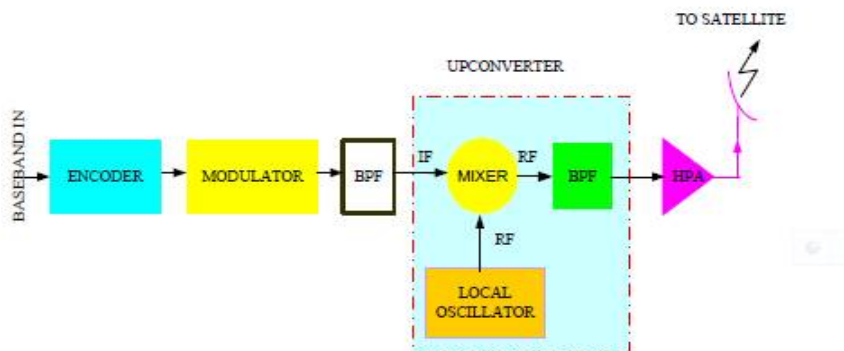 TO SATELLITE
UPCONVERTER
BASEBAND IN
ENCODER
MODULATOR
BPF
IF
MIXER
RF
BPF
HPA
RF
LOCAL
OSCILLATOR